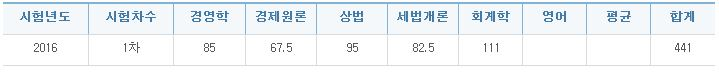 시험년도 시험차수 경영학 경제원론 상법 세법개론 회계학 영어 평균 합계
2016 1차 85 67.5 95 82.5 111 441